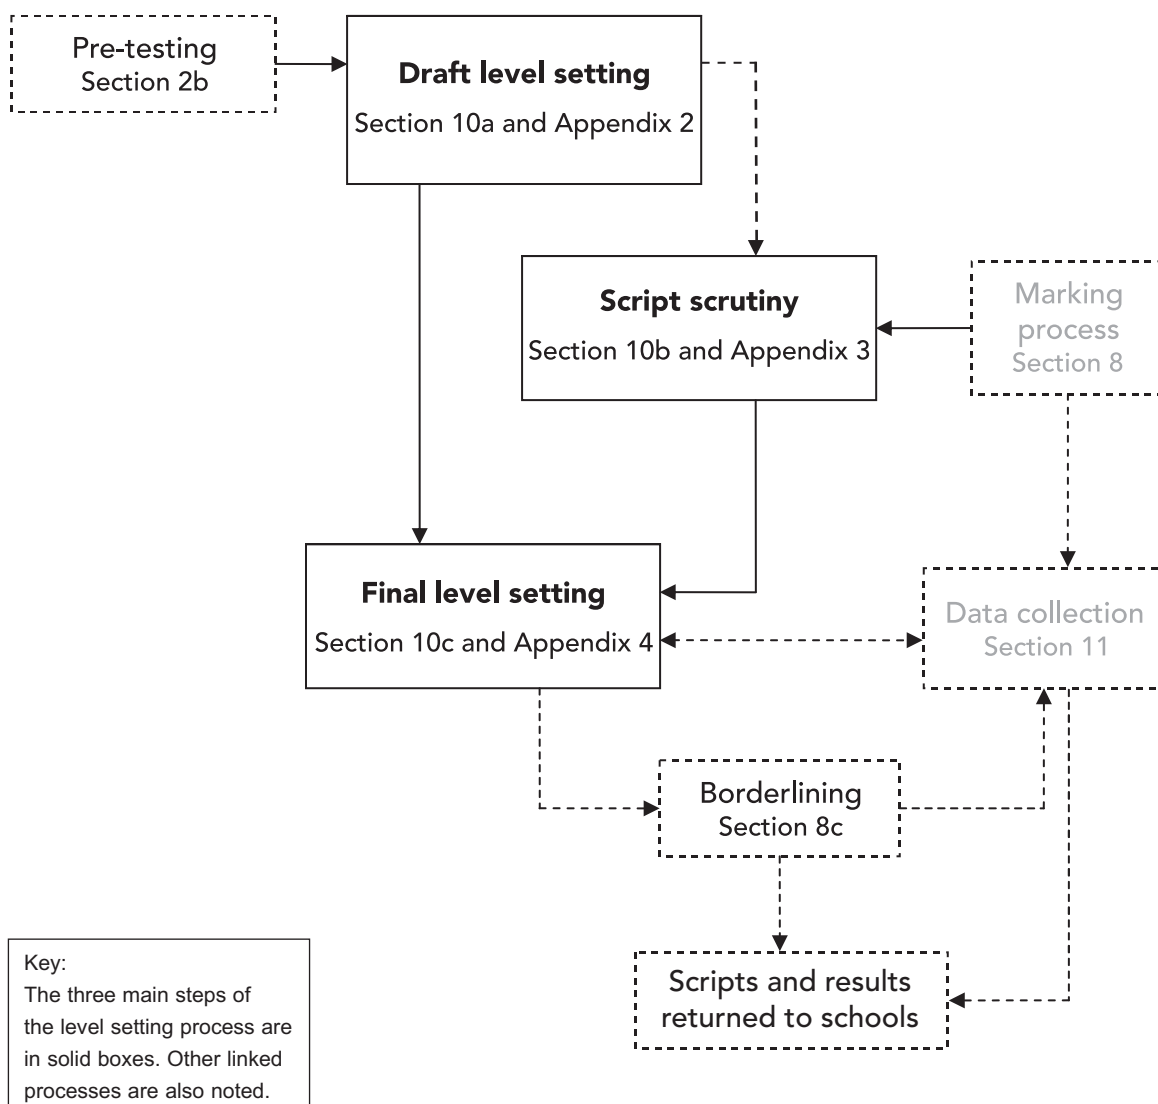 Pre-testing
Section 2b
Draft level setting
Section 10a and Appendix 2
Script scrutiny
Section 10b and Appendix 3
Marking
process
Section 8
Final level setting
Section 10c and Appendix 4
Data collection
Section 11
Borderlining
Section 8c
Scripts and results
returned to schools
Key:
The three main steps of
the level setting process are
in solid boxes. Other linked
processes are also noted.